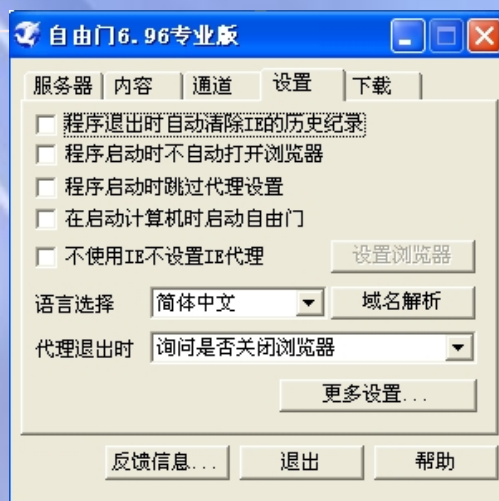 自由门6.96专业版
服务器 内容 通道 设置 下载
程序退出时自动清除IE的历史纪录
程序启动时不自动打开浏览器
程序启动时跳过代理设置
在启动计算机时启动自由门
不使用IE不设置IE代理 设置浏览器
语言选择 简体中文 域名解析
代理退出时 询问是否关闭浏览器
更多设置...
反馈信息... 退出 帮助